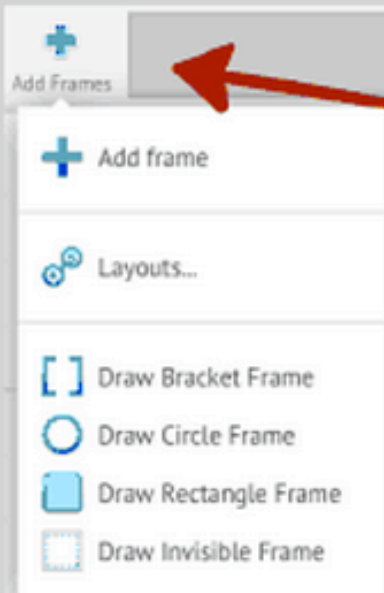 Add Frames
Add frame
Layouts...
Draw Bracket Frame
Draw Circle Frame
Draw Rectangle Frame
Draw Invisible Frame